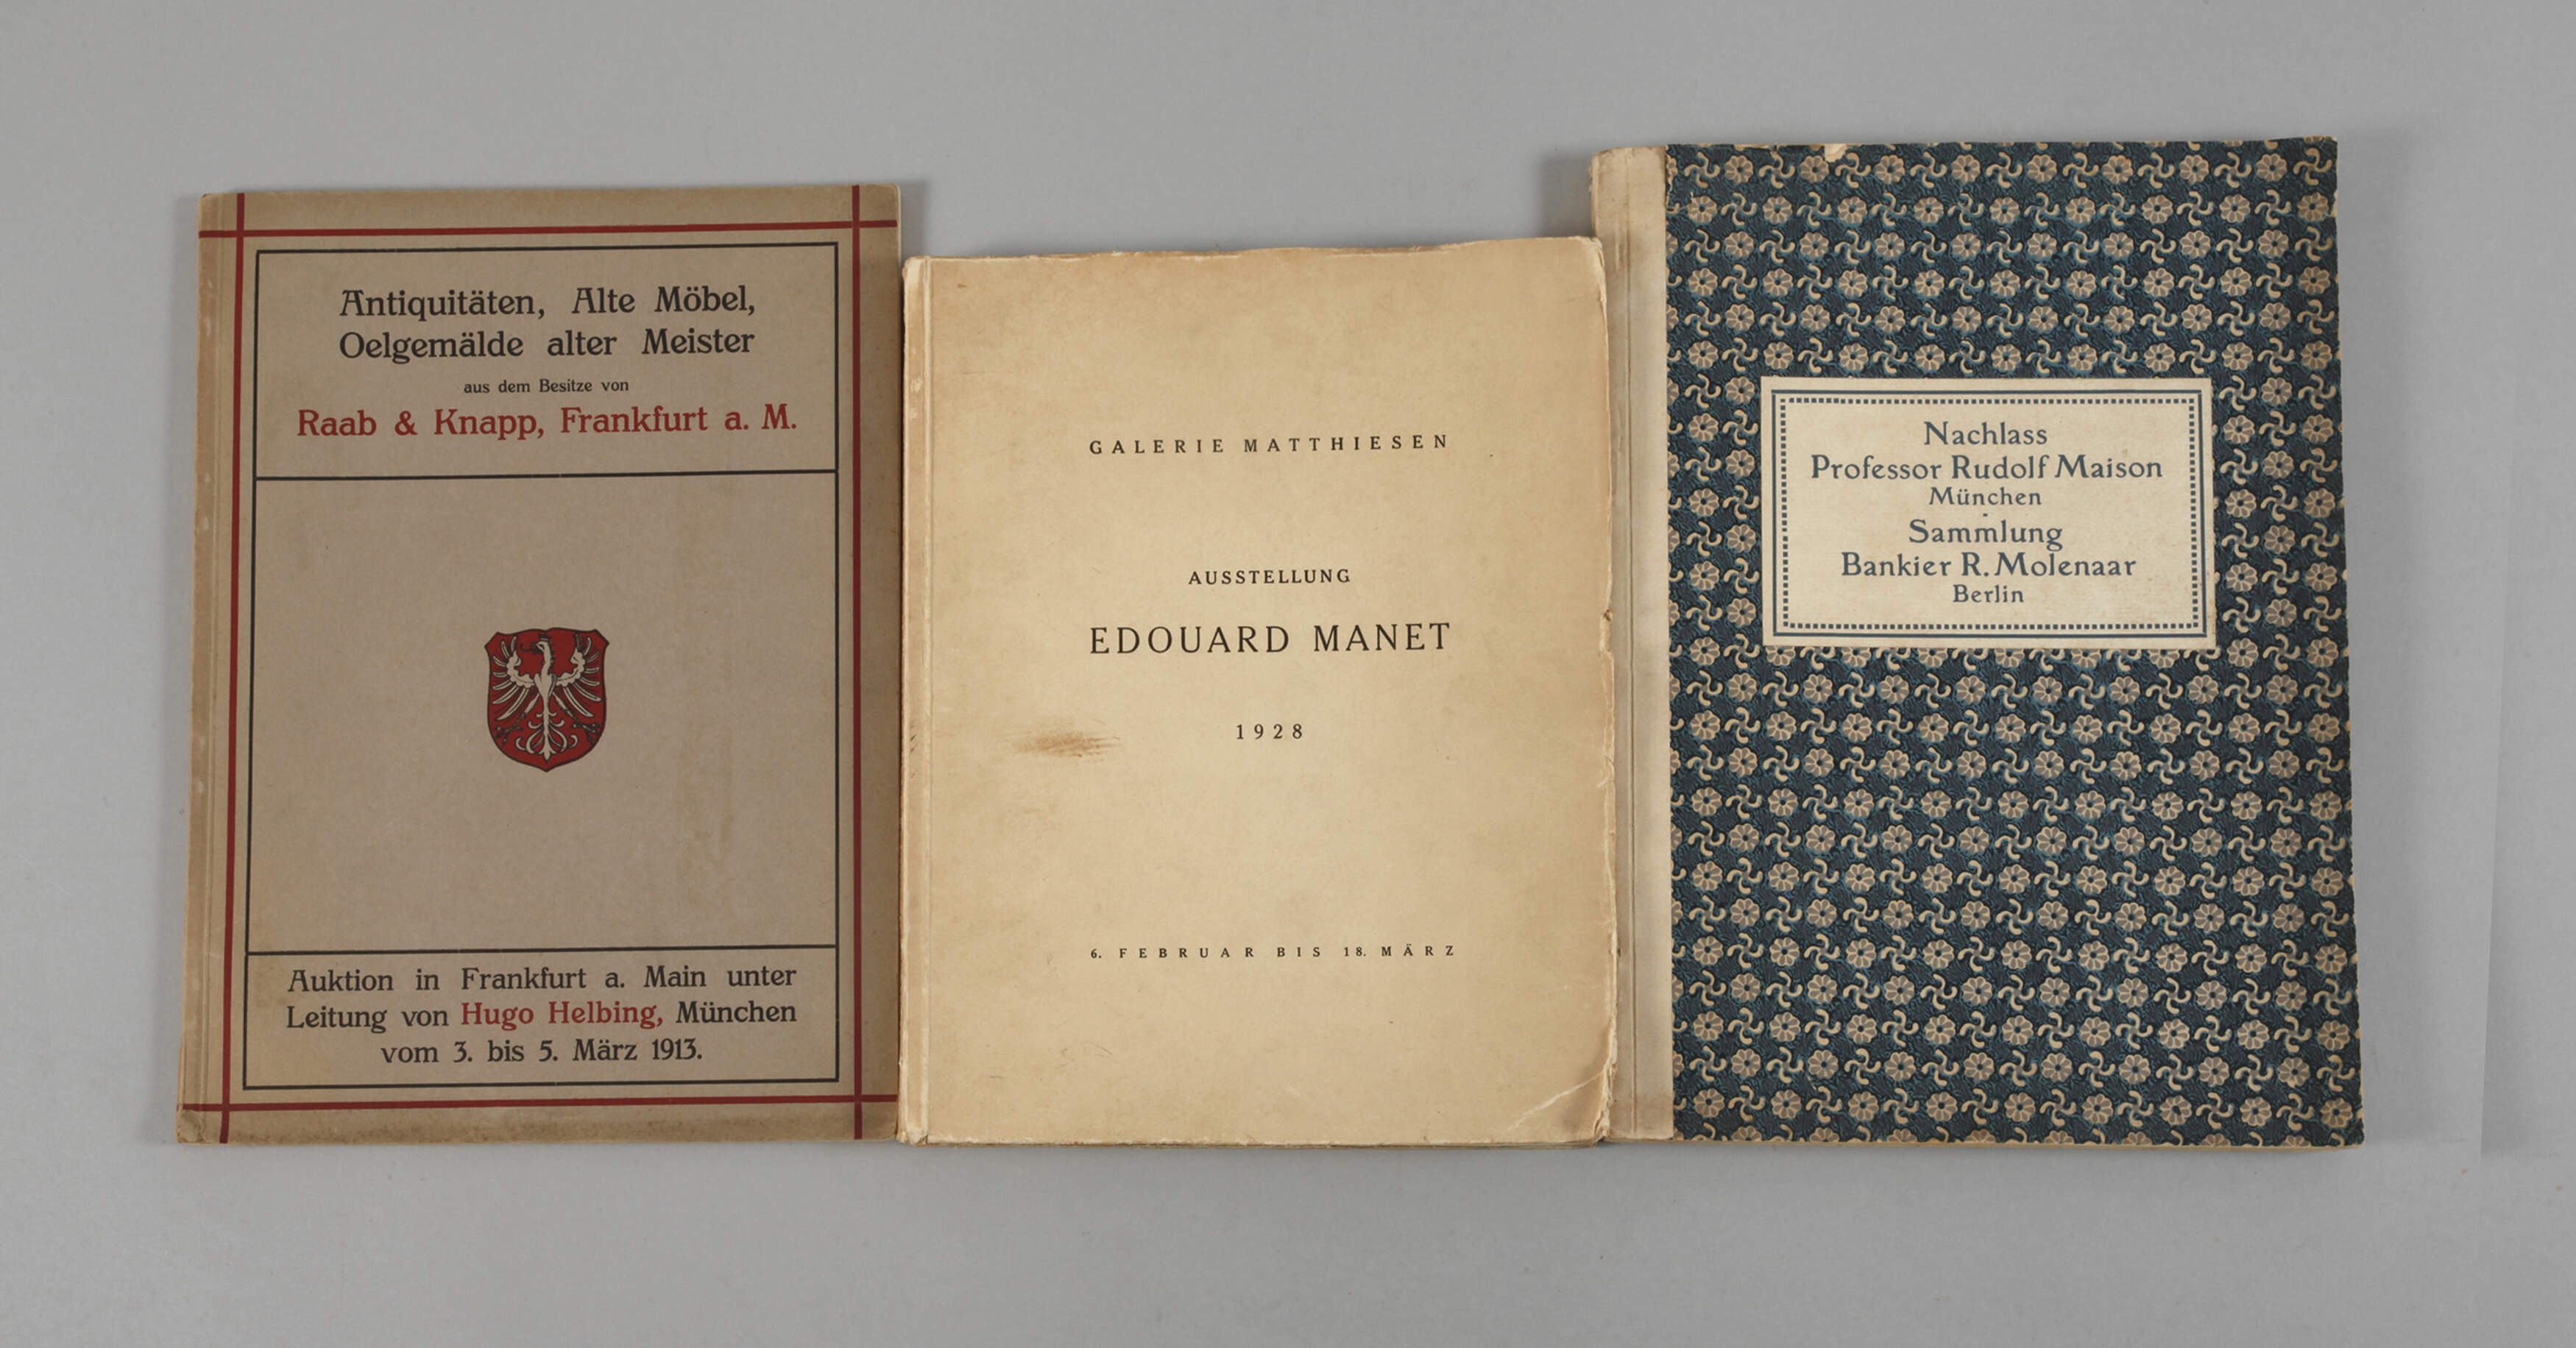 Antiquitäten, Alte Möbel,
Oelgemälde alter Meister
aus dem Besitze von
Raab & Knapp, Frankfurt a. M.
Auktion in Frankfurt a. Main unter
Leitung von Hugo Helbing, München
vom 3. bis 5. März 1913.
GALERIE MATTHIESEN
AUSSTELLUNG
EDOUARD MANET
1928
6. FEBRUAR BIS 18. MÄRZ
Nachlass
Professor Rudolf Maison
München
-
Sammlung
Bankier R. Molenaar
Berlin